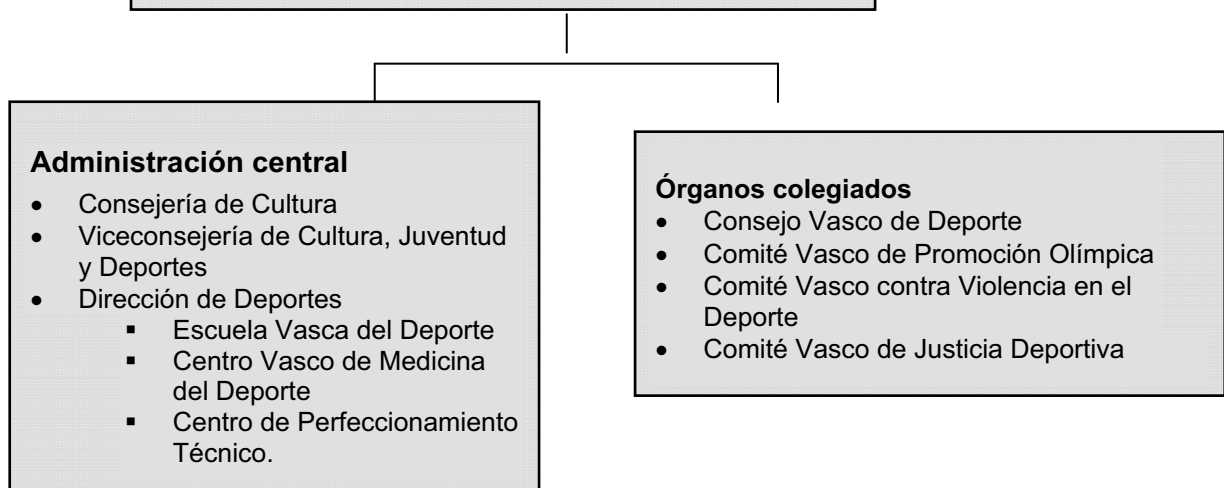 Administración central
• Consejería de Cultura
• Viceconsejería de Cultura, Juventud
y Deportes
• Dirección de Deportes
▪ Escuela Vasca del Deporte
▪ Centro Vasco de Medicina
del Deporte
▪ Centro de Perfeccionamiento
Técnico.
Órganos colegiados
• Consejo Vasco de Deporte
• Comité Vasco de Promoción Olímpica
• Comité Vasco contra Violencia en el
Deporte
• Comité Vasco de Justicia Deportiva